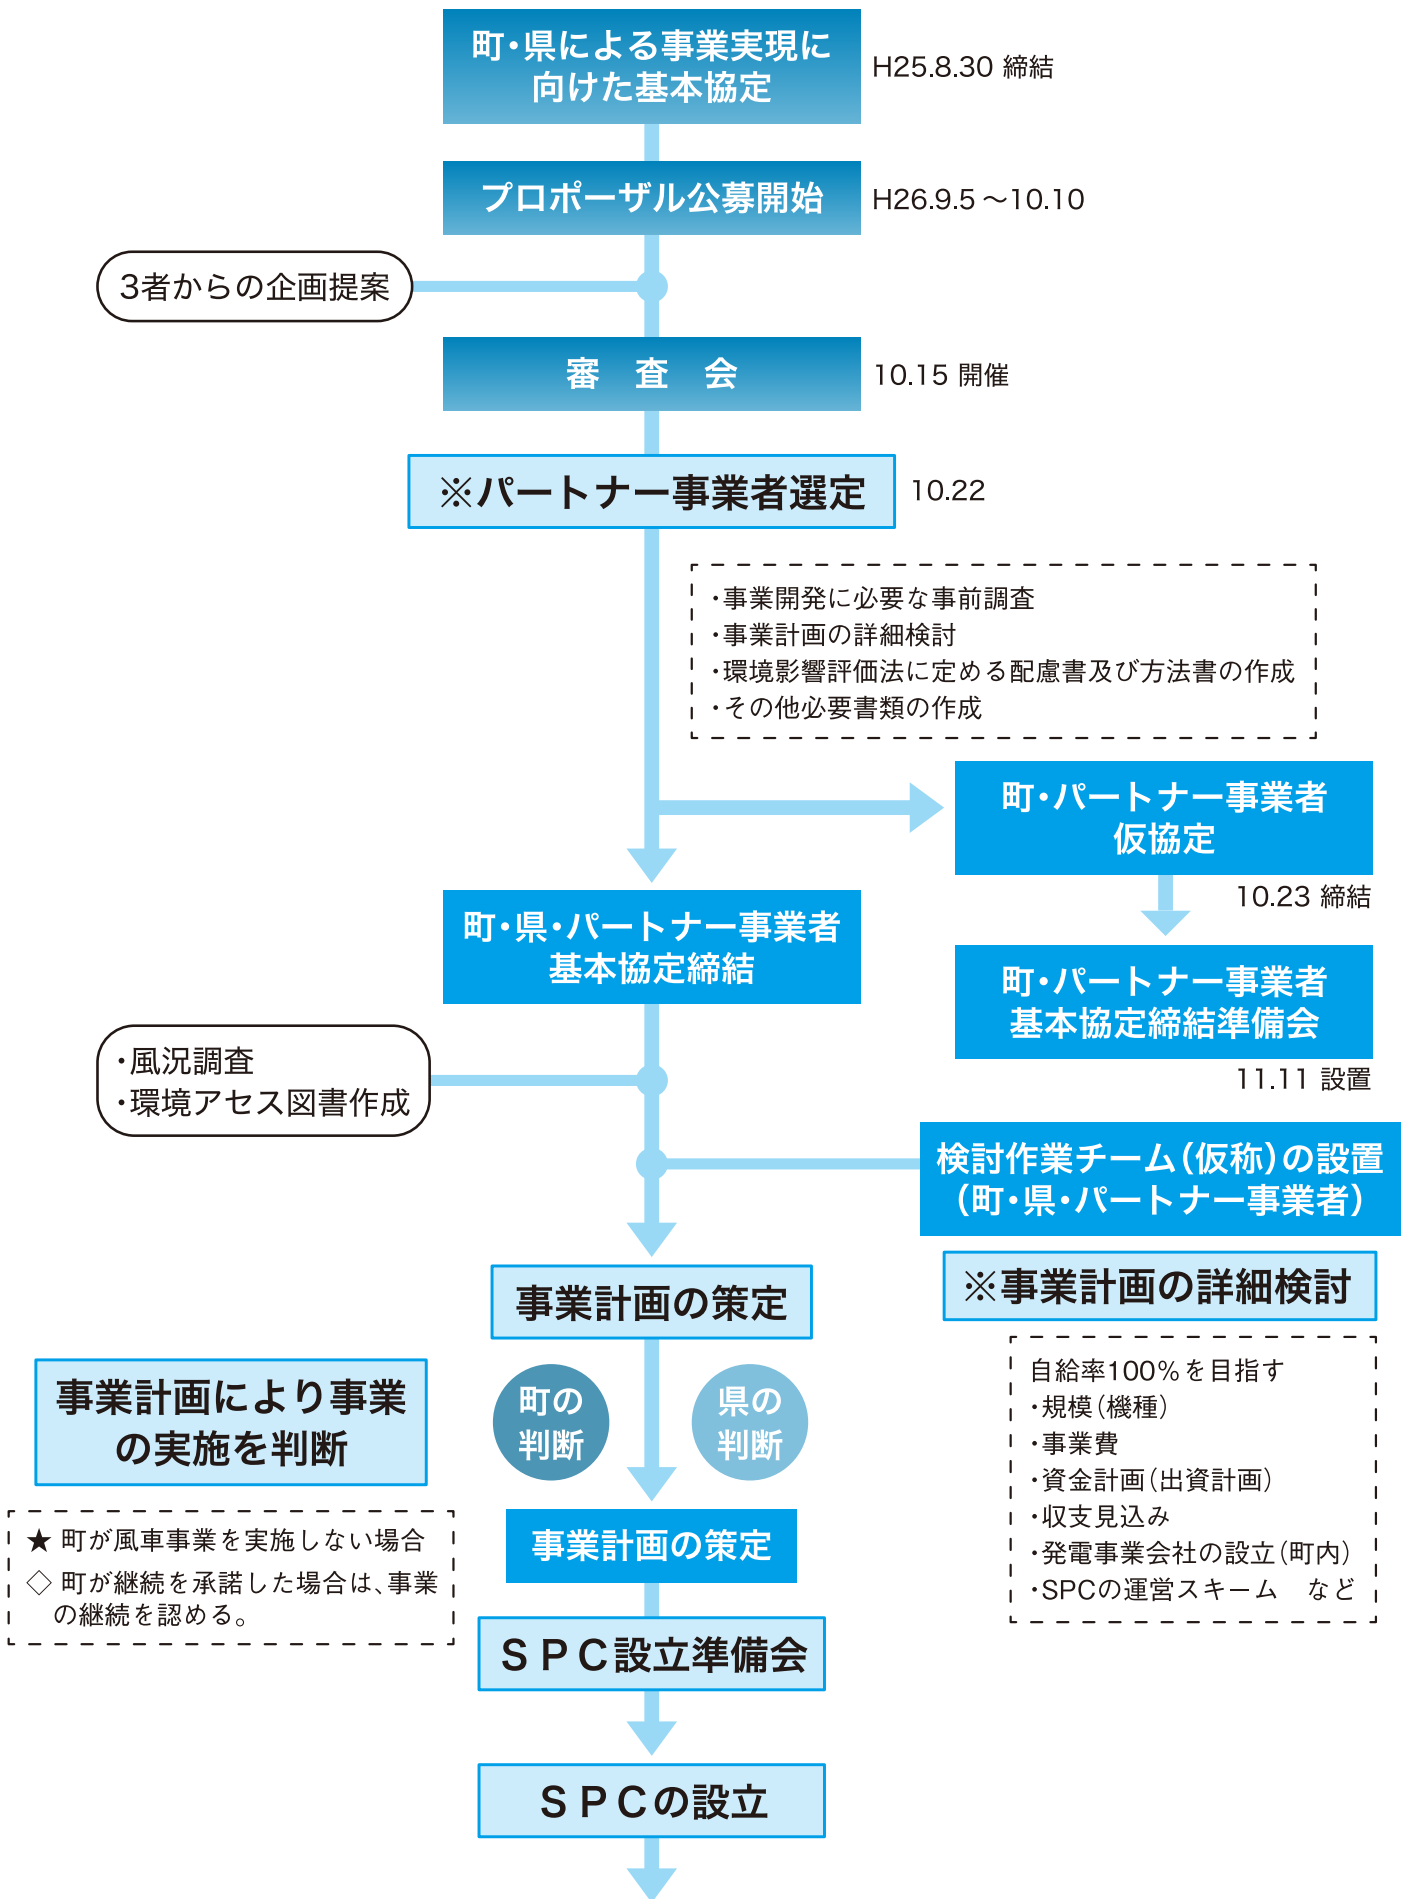 町・県による事業実現に
向けた基本協定
H25.8.30 締結
プロポーザル公募開始
H26.9.5 ～10.10
3者からの企画提案
審　査　会
10.15 開催
※パートナー事業者選定
10.22
・事業開発に必要な事前調査
・事業計画の詳細検討
・環境影響評価法に定める配慮書及び方法書の作成
・その他必要書類の作成
町・パートナー事業者
仮協定
10.23 締結
町・県・パートナー事業者
基本協定締結
町・パートナー事業者
基本協定締結準備会
11.11 設置
・風況調査
・環境アセス図書作成
検討作業チーム（仮称）の設置
（町・県・パートナー事業者）
事業計画の策定
※事業計画の詳細検討
自給率100％を目指す
・規模（機種）
・事業費
・資金計画（出資計画）
・収支見込み
・発電事業会社の設立（町内）
・SPCの運営スキーム　など
事業計画により事業
の実施を判断
町の
判断
県の
判断
★ 町が風車事業を実施しない場合
◇ 町が継続を承諾した場合は、事業
の継続を認める。
事業計画の策定
ＳＰＣ設立準備会
ＳＰＣの設立